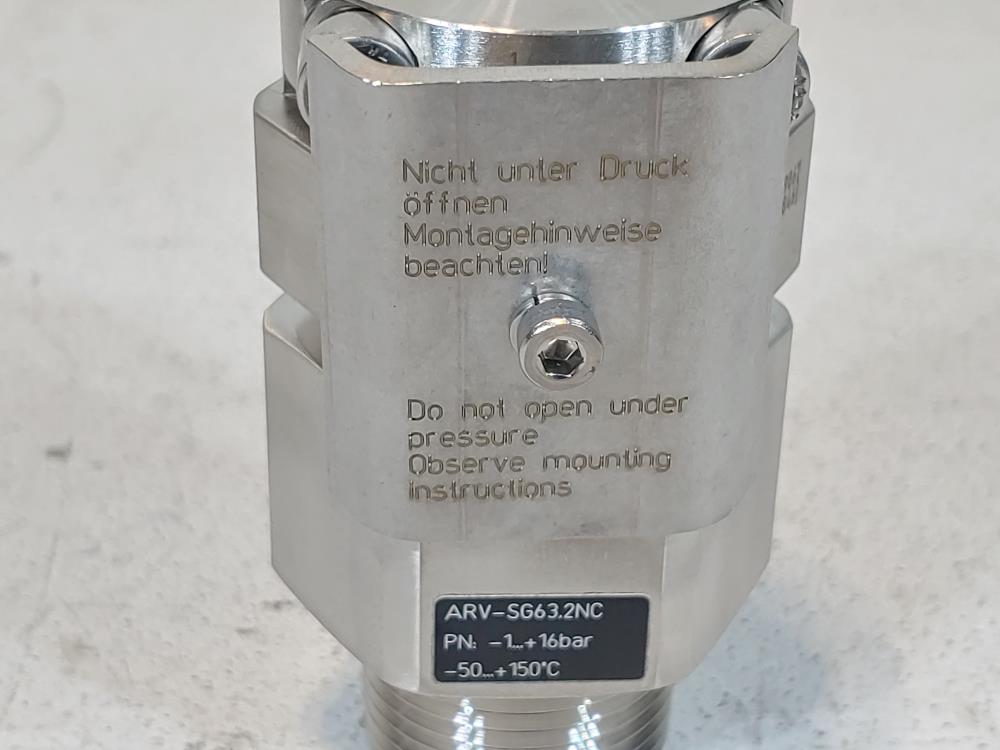 Nicht unter Druck
öffnen
Montagehinweise
beachten!
Do not open under
pressure
Observe mounting
instructions
ARV-SG63.2NC
PN: -1...+16bar
-50...+150°C